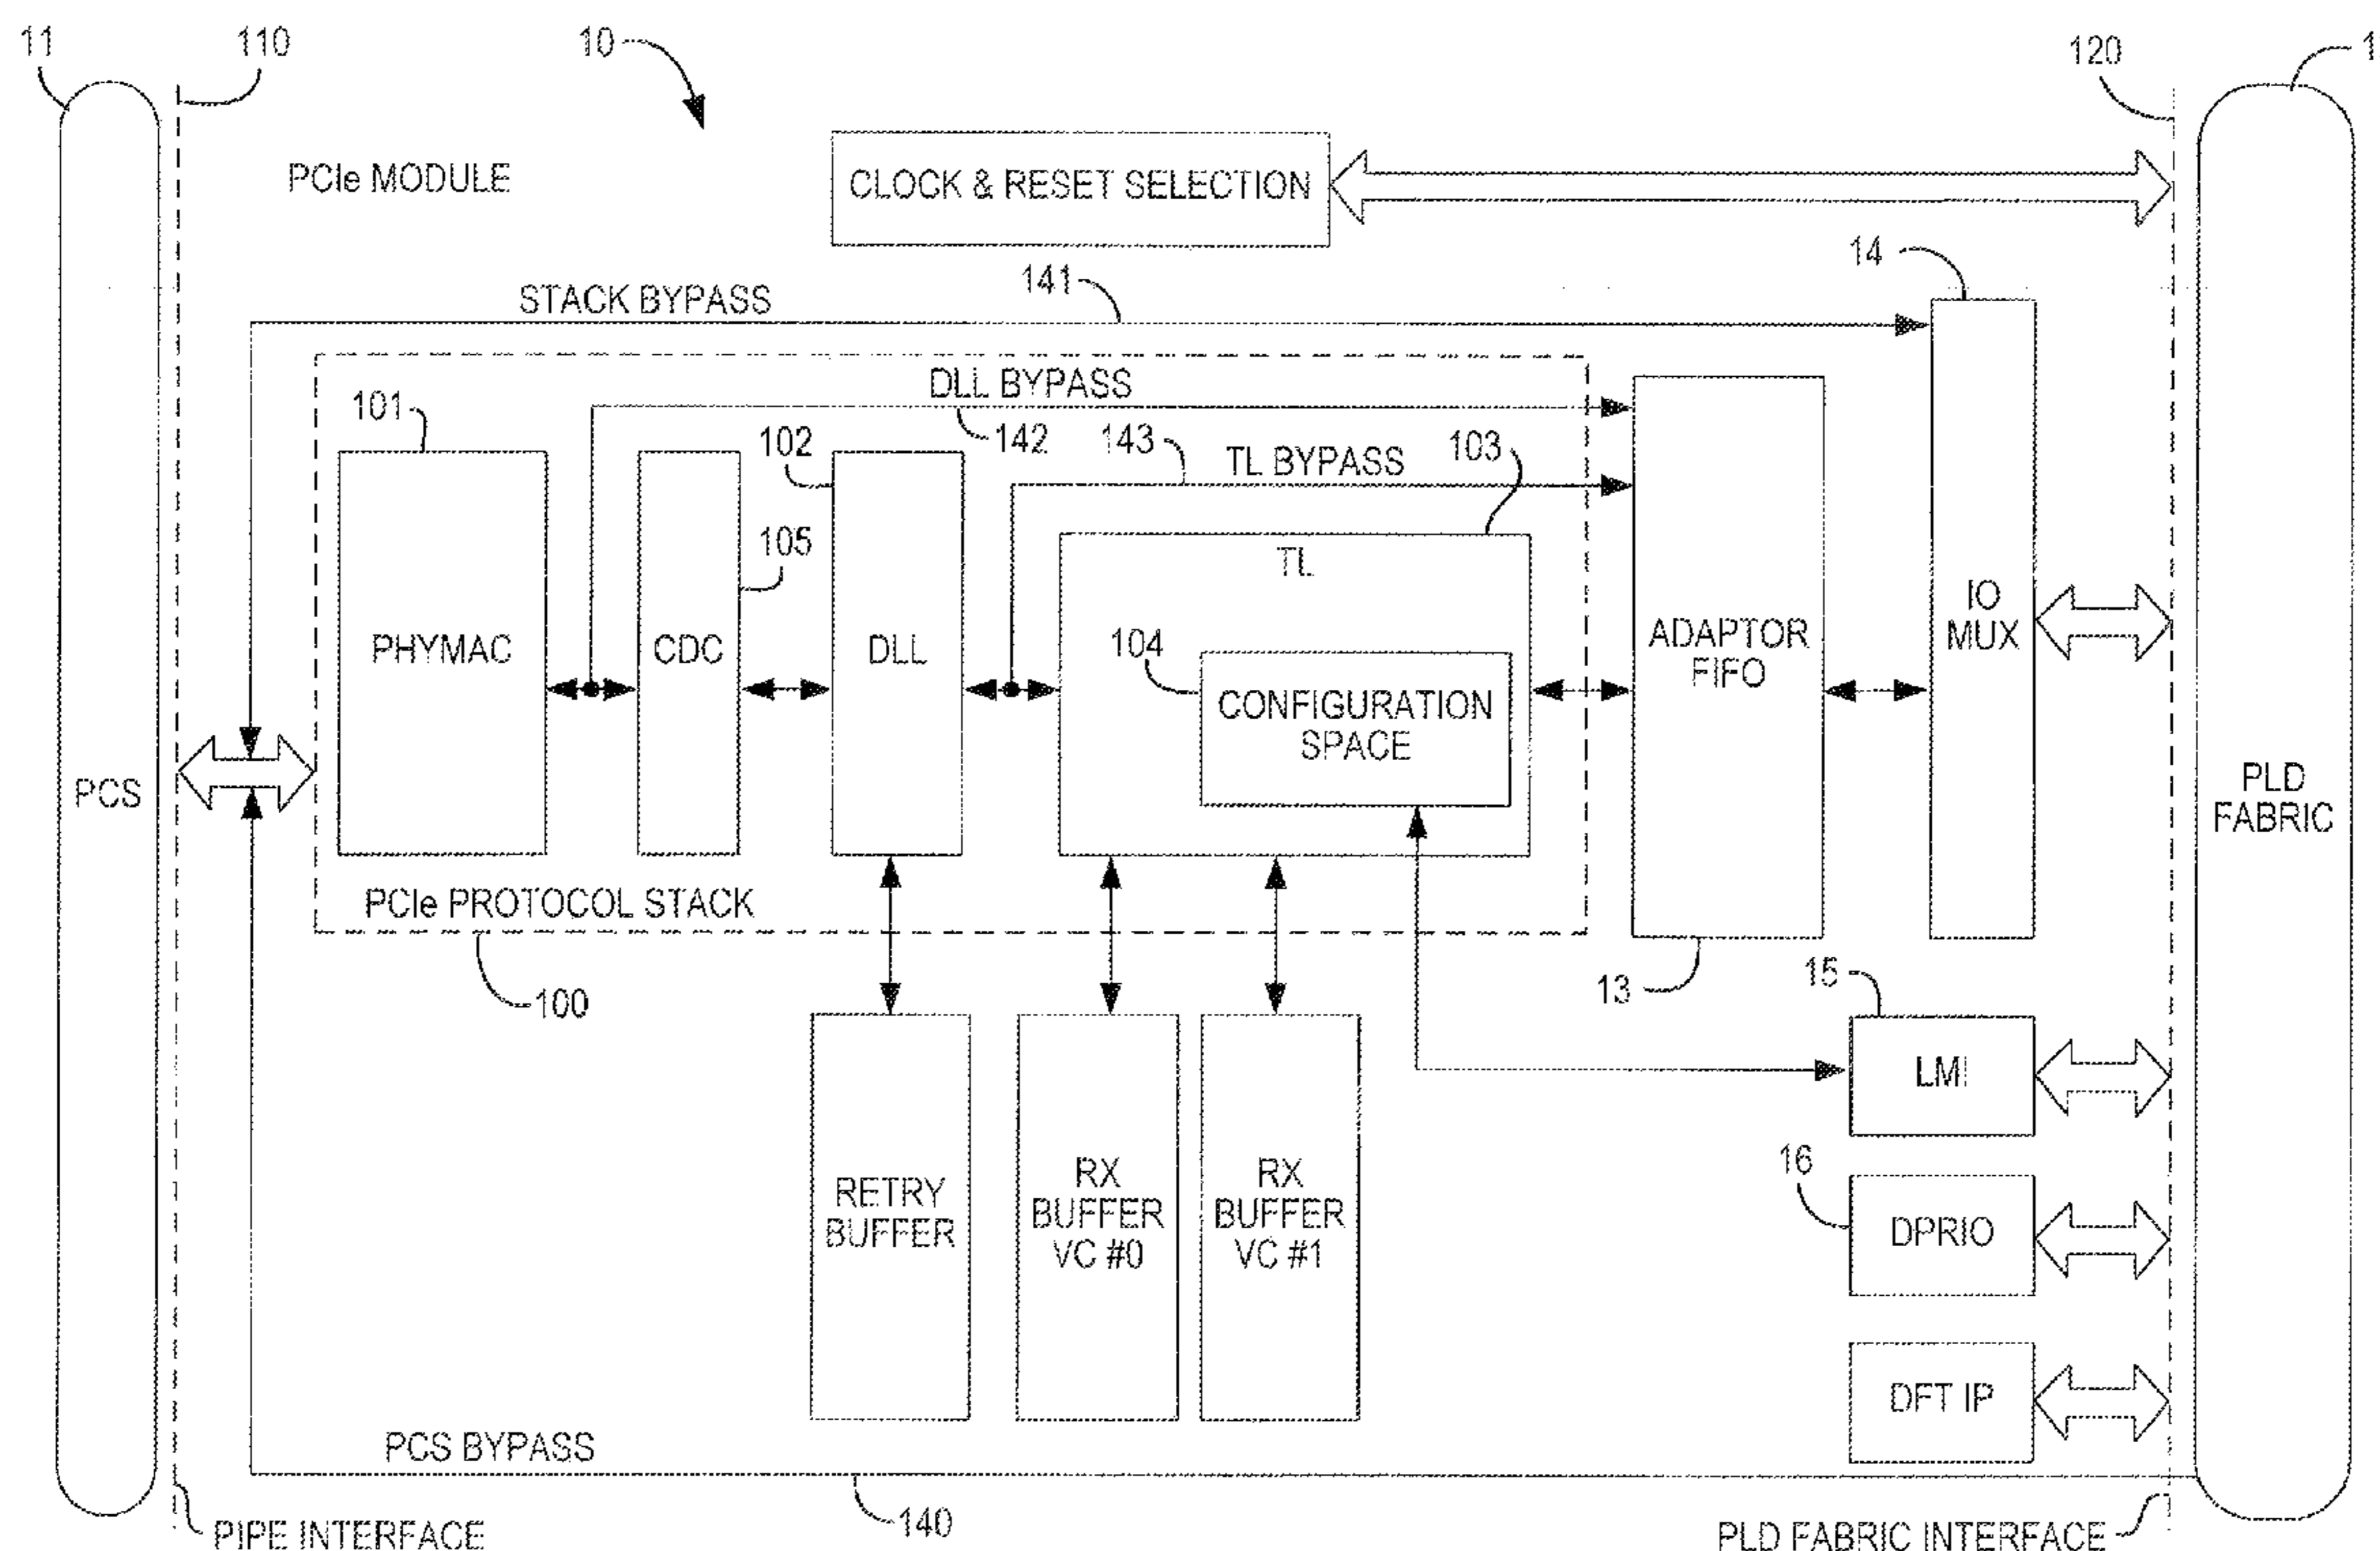 11
110
10
120
1
PCIe MODULE
CLOCK & RESET SELECTION
14
STACK BYPASS
141
DLL BYPASS
101
142
143
102
TL BYPASS
103
105
TL
PHYMAC
CDC
DLL
104
CONFIGURATION
SPACE
ADAPTOR
FIFO
IO
MUX
PCS
PLD
FABRIC
PCIe PROTOCOL STACK
100
13
15
LMI
RETRY
BUFFER
RX
BUFFER
VC #0
RX
BUFFER
VC #1
16
DPRIO
DFT IP
PCS BYPASS
140
PIPE INTERFACE
PLD FABRIC INTERFACE